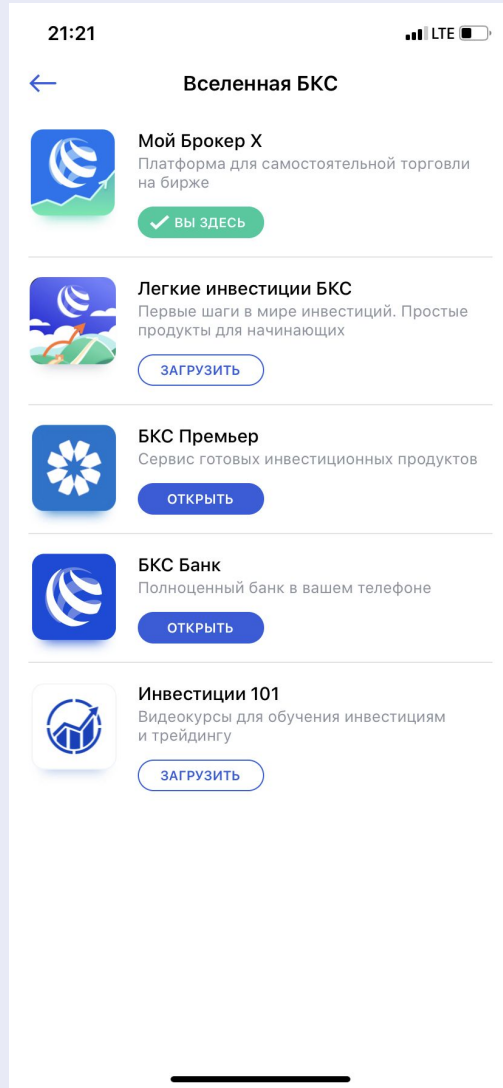 21:21
LTE
Вселенная БКС
Мой Брокер X
Платформа для самостоятельной торговли
на бирже
ВЫ ЗДЕСЬ
Легкие инвестиции БКС
Первые шаги в мире инвестиций. Простые
продукты для начинающих
ЗАГРУЗИТЬ
БКС Премьер
Сервис готовых инвестиционных продуктов
ОТКРЫТЬ
БКС Банк
Полноценный банк в вашем телефоне
ОТКРЫТЬ
Инвестиции 101
Видеокурсы для обучения инвестициям
и трейдингу
ЗАГРУЗИТЬ